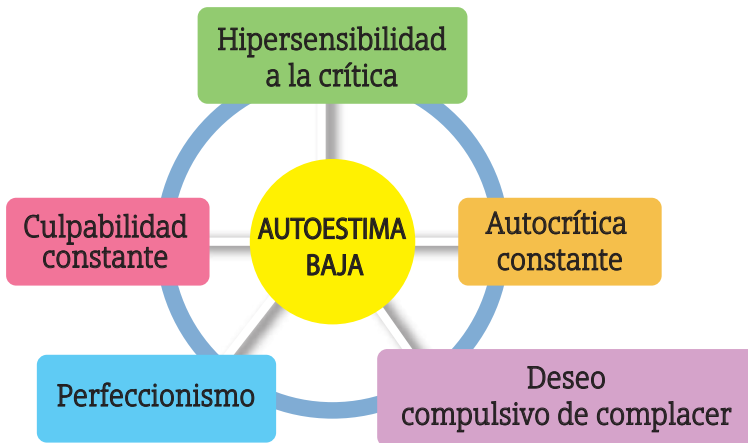 Hipersensibilidad
a la crítica
Culpabilidad
constante
AUTOESTIMA
BAJA
Autocrítica
constante
Perfeccionismo
Deseo
compulsivo de complacer